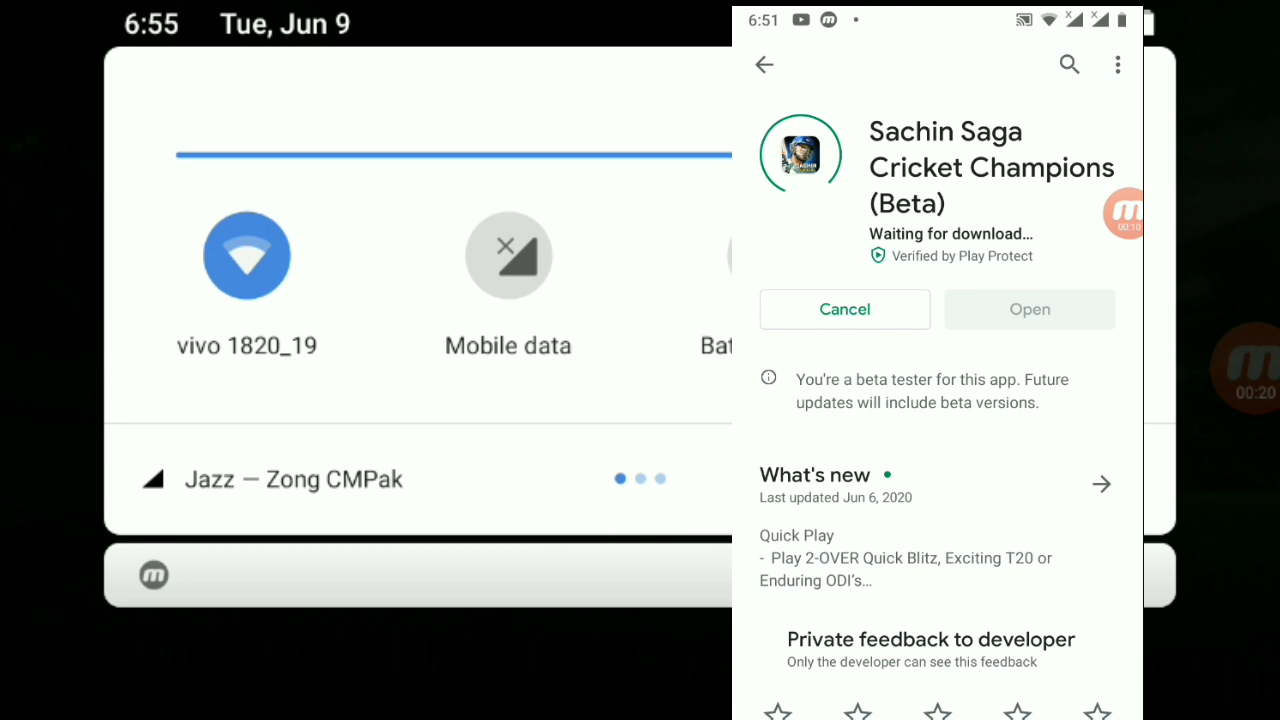 6:55 Tue, Jun 9
vivo 1820_19
Mobile data
Bat
Jazz — Zong CMPak
00:20
6:51
Sachin Saga
Cricket Champions
(Beta)
Waiting for download...
Verified by Play Protect
00:10
Cancel
Open
You're a beta tester for this app. Future
updates will include beta versions.
What's new
Last updated Jun 6, 2020
Quick Play
- Play 2-OVER Quick Blitz, Exciting T20 or
Enduring ODI's...
Private feedback to developer
Only the developer can see this feedback